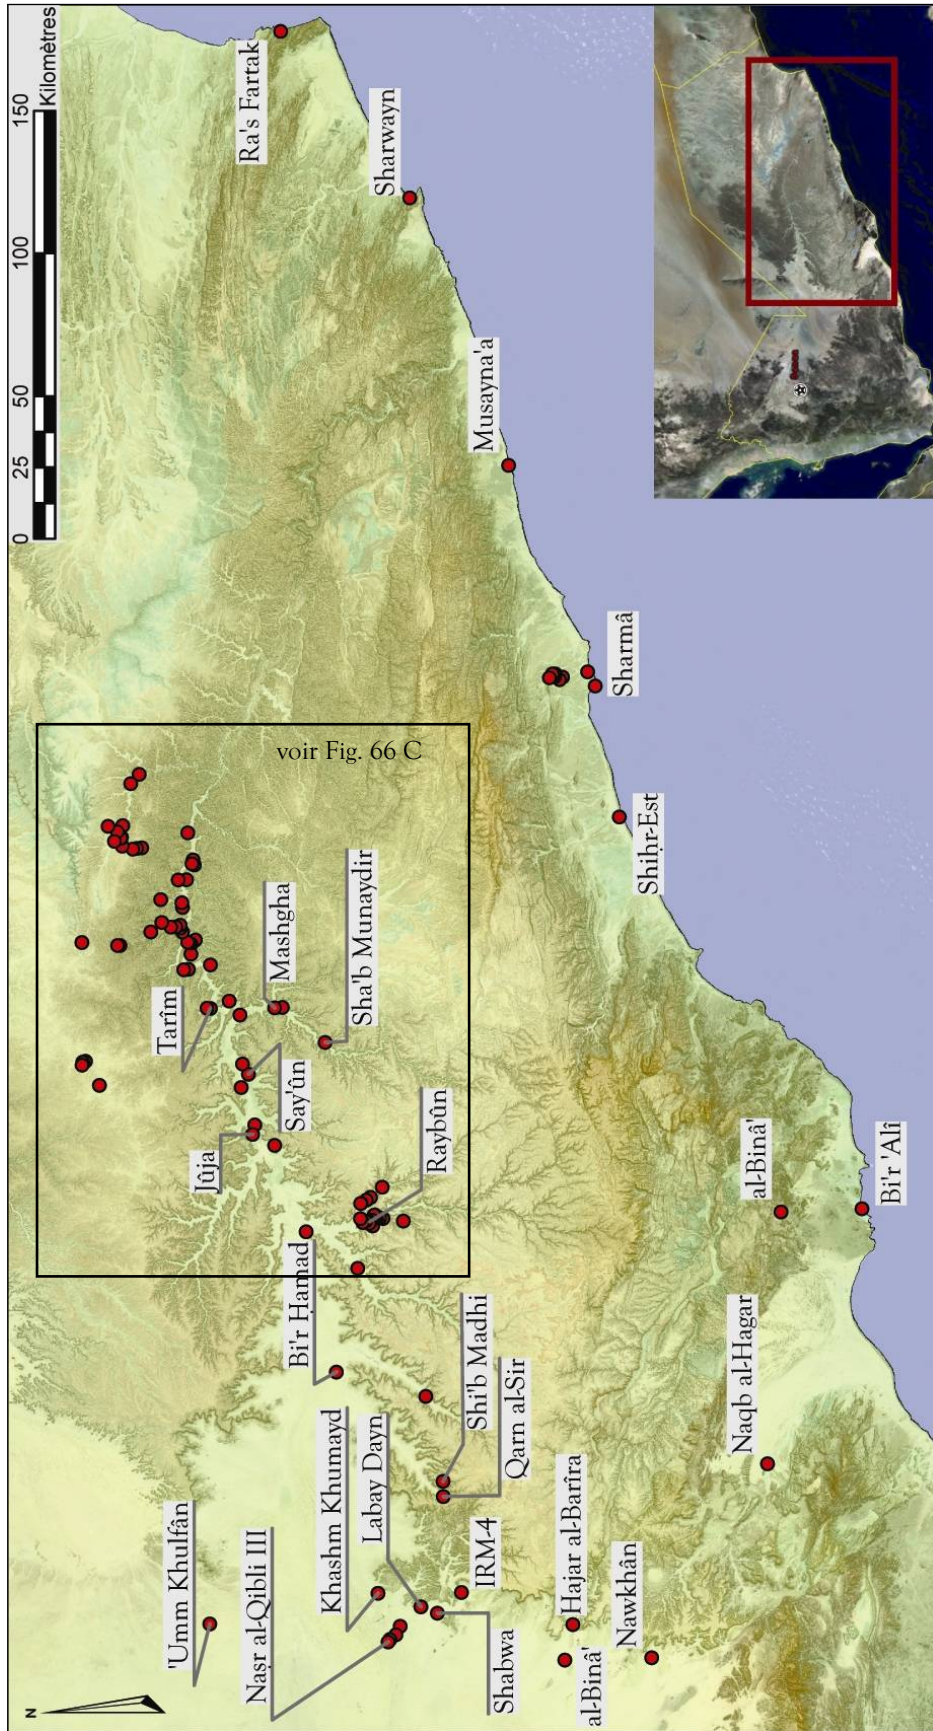 N
0 25 50 100 150
Kilomètres
Ra's Fartak
Sharwayn
Musayna'a
Sharmâ
Shiḥr-Est
voir Fig. 66 C
Tarîm
Mashgha
Sha'b Munaydir
Say'ûn
Jûja
Raybûn
Bi'r Ḥamad
Shi'b Madhi
Qarn al-Sir
'Umm Khulfân
Naṣr al-Qibli III
Khashm Khumayd
Labay Dayn
IRM-4
Shabwa
Hajar al-Barîra
al-Binâ'
Nawkhân
Naqb al-Hagar
al-Binâ'
Bi'r 'Alî